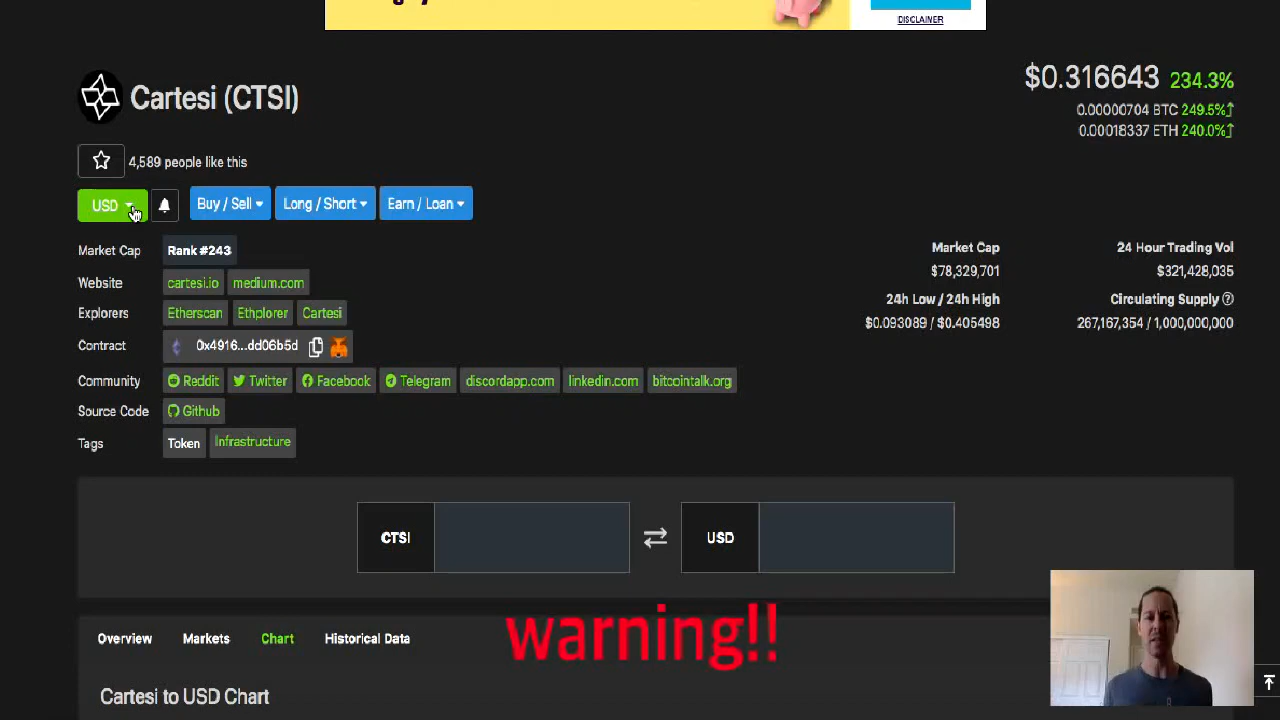 DISCLAINER
Cartesi (CTSI)
$0.316643 234.3%
0.00000704 BTC 249.5%
0.00018337 ETH 240.0%
4,589 people like this
USD
Buy / Sell
Long / Short
Earn / Loan
Market Cap
Rank #243
Website
cartesi.io
medium.com
Explorers
Etherscan
Ethplorer
Cartesi
Contract
0x4916...dd06b5d
Community
Reddit
Twitter
Facebook
Telegram
discordapp.com
linkedin.com
bitcointalk.org
Source Code
Github
Tags
Token
Infrastructure
Market Cap
$78,329,701
24 Hour Trading Vol
$321,428,035
24h Low / 24h High
$0.093089 / $0.405498
Circulating Supply
267,167,354 / 1,000,000,000
CTSI
USD
warning!!
Overview
Markets
Chart
Historical Data
Cartesi to USD Chart